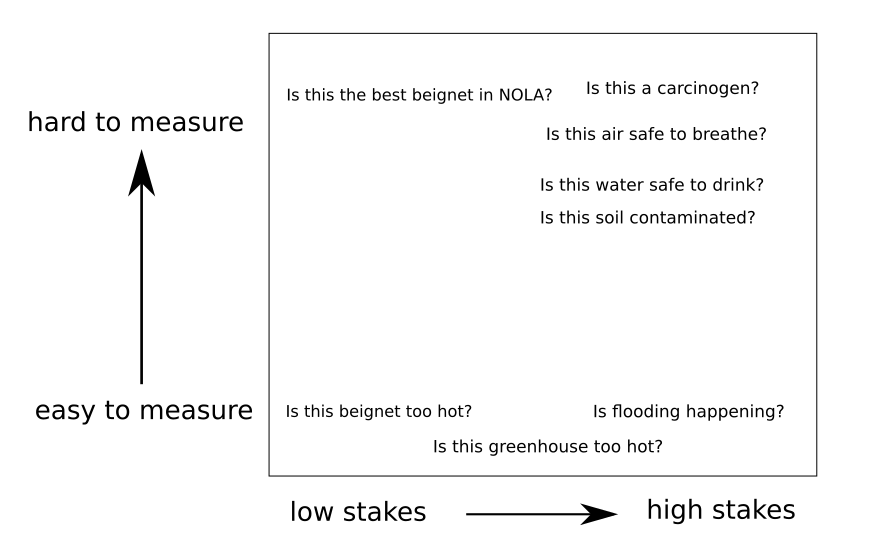 Is this a carcinogen?
Is this the best beignet in NOLA?
hard to measure
Is this air safe to breathe?
Is this water safe to drink?
Is this soil contaminated?
easy to measure
Is this beignet too hot?
Is flooding happening?
Is this greenhouse too hot?
low stakes
high stakes